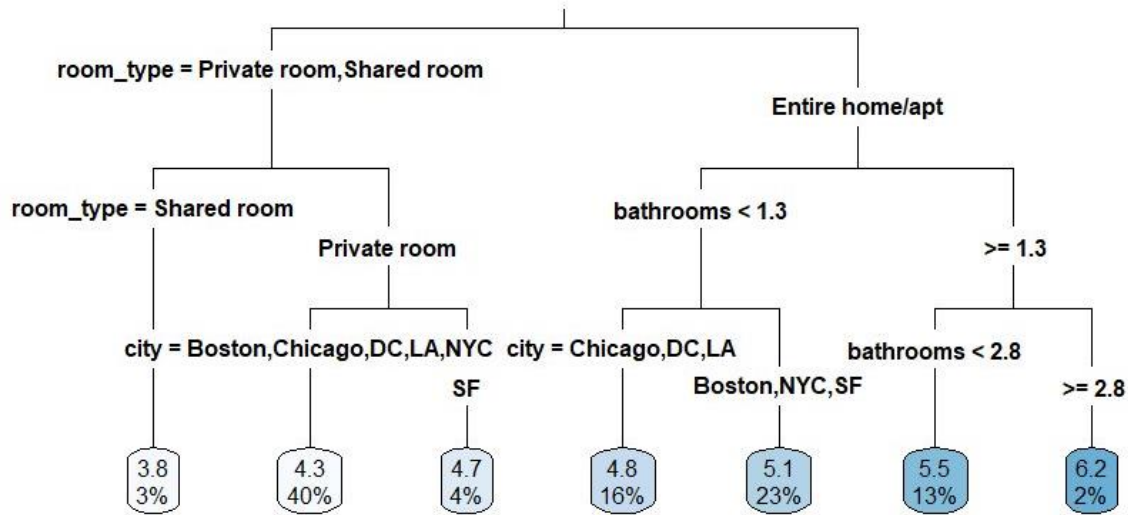 room_type = Private room,Shared room
Entire home/apt
room_type = Shared room
bathrooms < 1.3
Private room
>= 1.3
city = Boston,Chicago,DC,LA,NYC
city = Chicago,DC,LA
bathrooms < 2.8
SF
Boston,NYC,SF
>= 2.8
3.8
3%
4.3
40%
4.7
4%
4.8
16%
5.1
23%
5.5
13%
6.2
2%